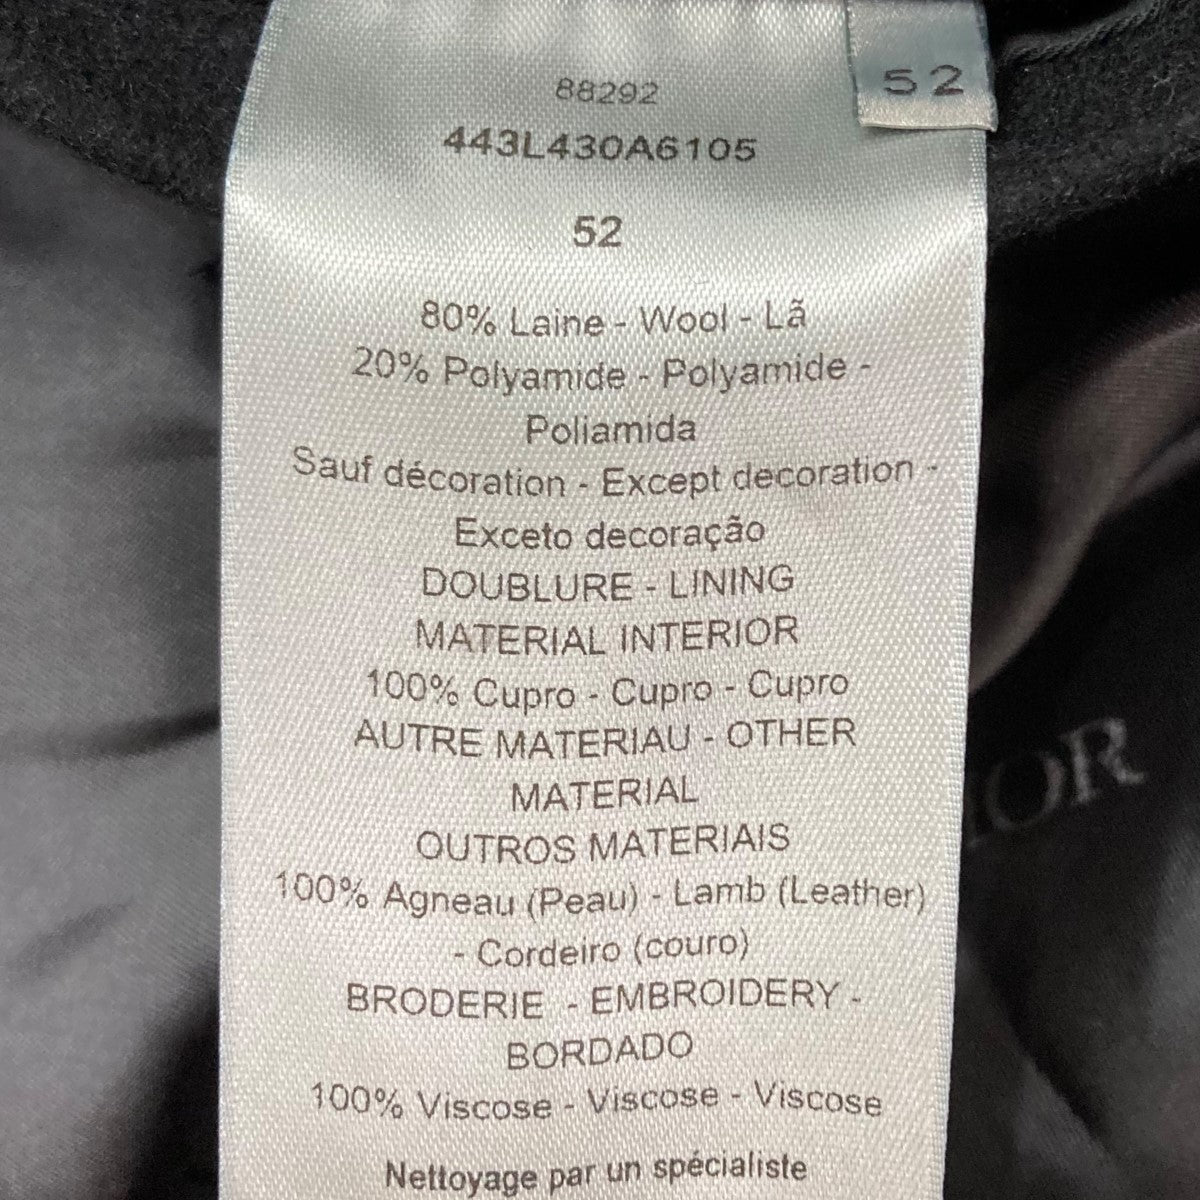 88292
52
443L430A6105
52
80% Laine - Wool - Lã
20% Polyamide - Polyamide -
Poliamida
Sauf décoration - Except decoration -
Exceto decoração
DOUBLURE - LINING
MATERIAL INTERIOR
100% Cupro - Cupro - Cupro
AUTRE MATERIAU - OTHER
MATERIAL
OUTROS MATERIAIS
100% Agneau (Peau) - Lamb (Leather)
- Cordeiro (couro)
BRODERIE - EMBROIDERY -
BORDADO
100% Viscose - Viscose - Viscose
Nettoyage par un spécialiste
IOR